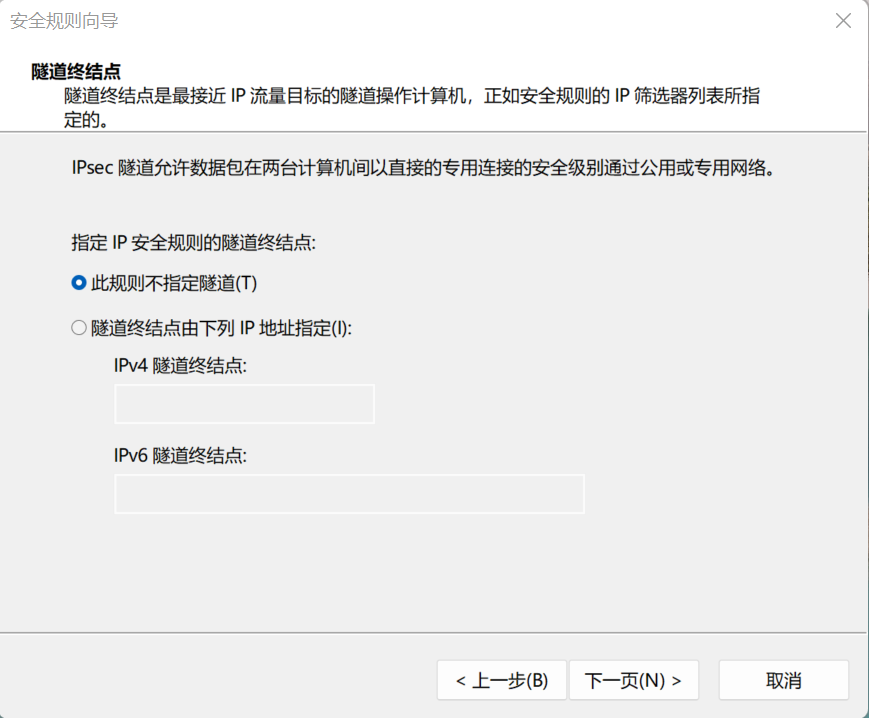 安全规则向导
隧道终结点
隧道终结点是最接近 IP 流量目标的隧道操作计算机，正如安全规则的 IP 筛选器列表所指
定的。
IPsec 隧道允许数据包在两台计算机间以直接的专用连接的安全级别通过公用或专用网络。
指定 IP 安全规则的隧道终结点:
此规则不指定隧道(T)
隧道终结点由下列 IP 地址指定(I):
IPv4 隧道终结点:
IPv6 隧道终结点:
< 上一步(B) 下一页(N) > 取消